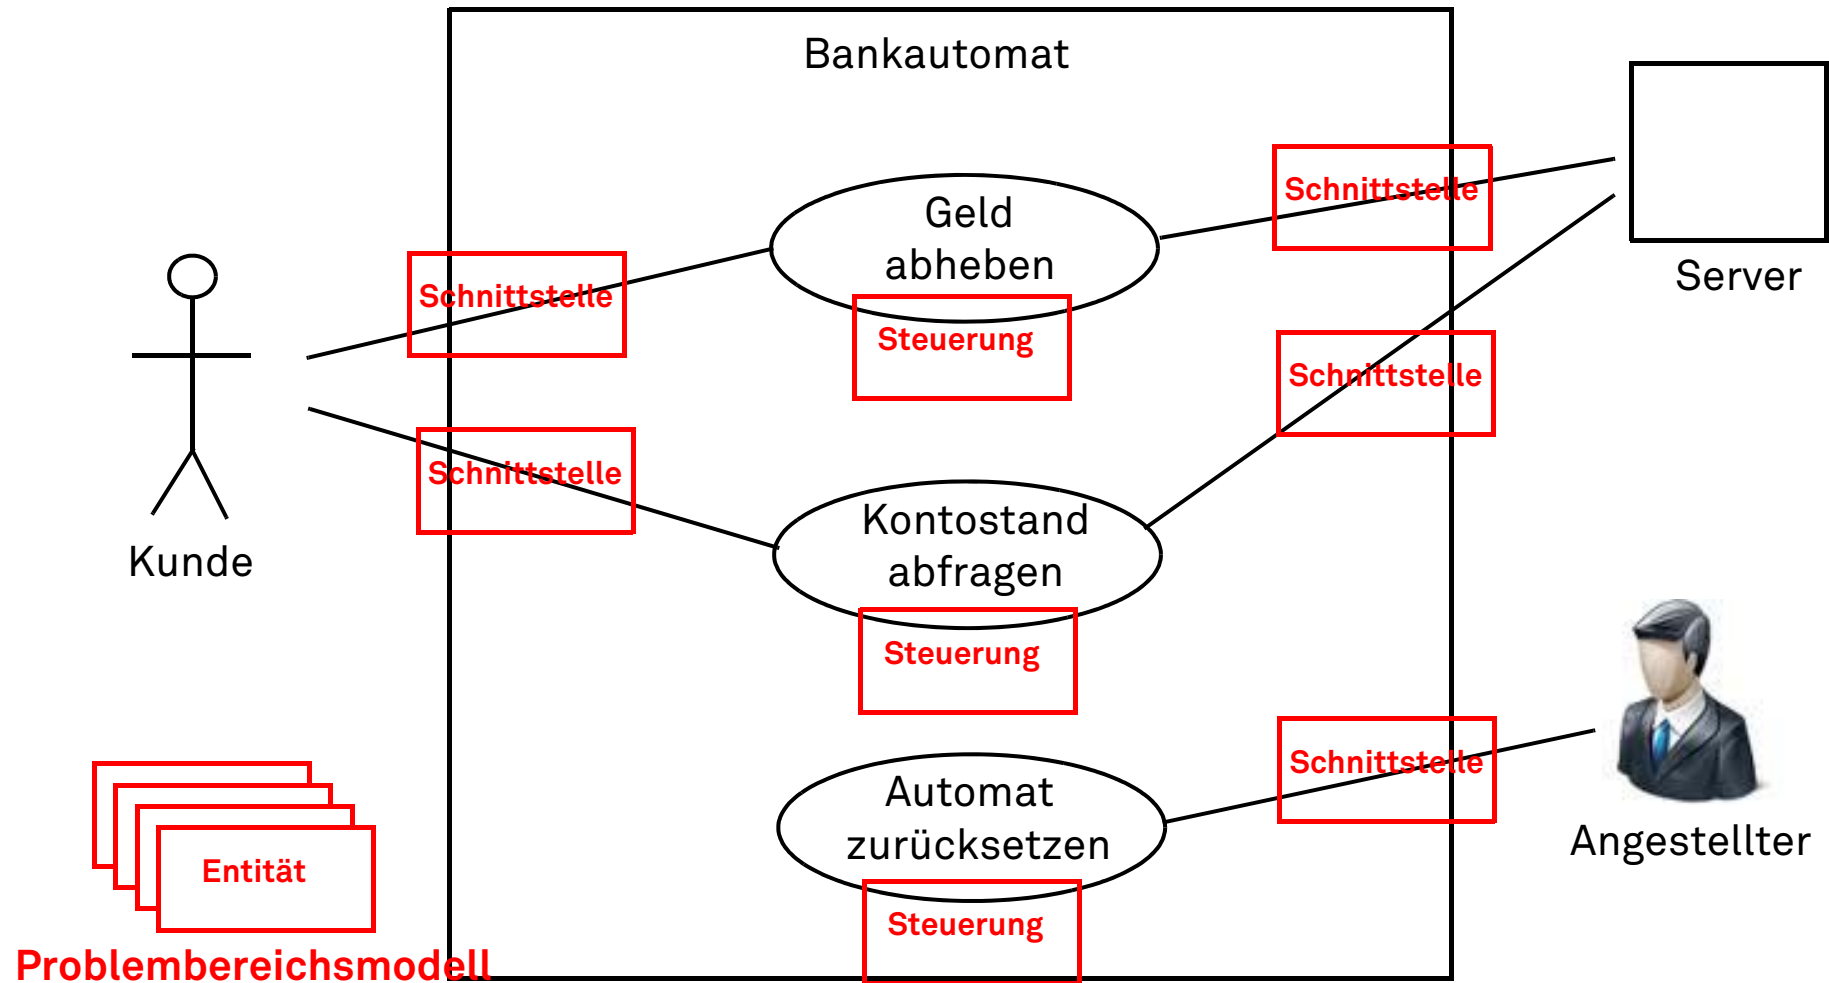 Bankautomat
Schnittstelle
Geld
abheben
Server
Schnittstelle
Steuerung
Schnittstelle
Schnittstelle
Kontostand
abfragen
Kunde
Steuerung
Schnittstelle
Automat
zurücksetzen
Angestellter
Entität
Steuerung
Problembereichsmodell